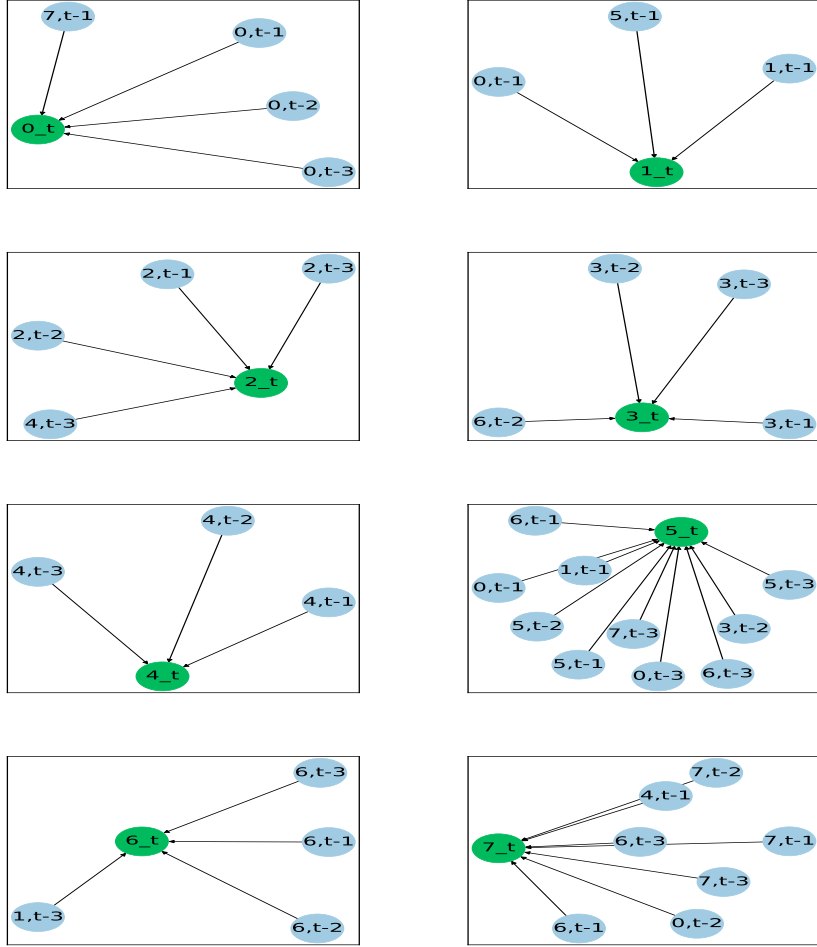 7,t-1
0,t-1
0,t-2
0_t
0,t-3
5,t-1
1,t-1
0,t-1
1_t
2,t-1
2,t-3
2,t-2
2_t
4,t-3
3,t-2
3,t-3
3_t
6,t-2
3,t-1
4,t-2
4,t-3
4,t-1
4_t
6,t-1
5_t
1,t-1
0,t-1
5,t-3
5,t-2
7,t-3
3,t-2
5,t-1
0,t-3
6,t-3
6,t-3
6_t
6,t-1
1,t-3
6,t-2
7,t-2
4,t-1
6,t-3
7,t-1
7_t
7,t-3
0,t-2
6,t-1